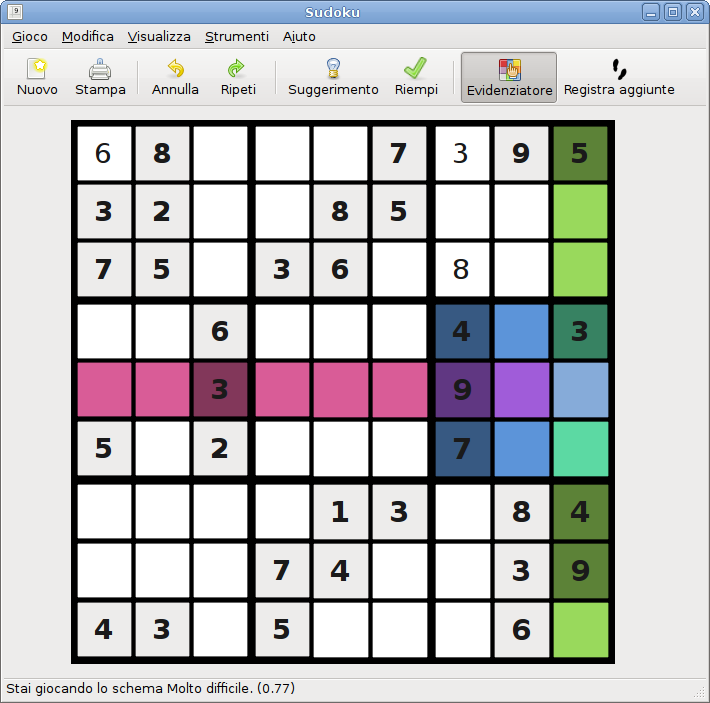 Sudoku
Gioco Modifica Visualizza Strumenti Aiuto
Nuovo Stampa Annulla Ripeti Suggerimento Riempi Evidenziatore Registra aggiunte
6 8 7 3 9 5
3 2 8 5
7 5 3 6 8
6 4 3
3 9
5 2 7
1 3 8 4
7 4 3 9
4 3 5 6
Stai giocando lo schema Molto difficile. (0.77)